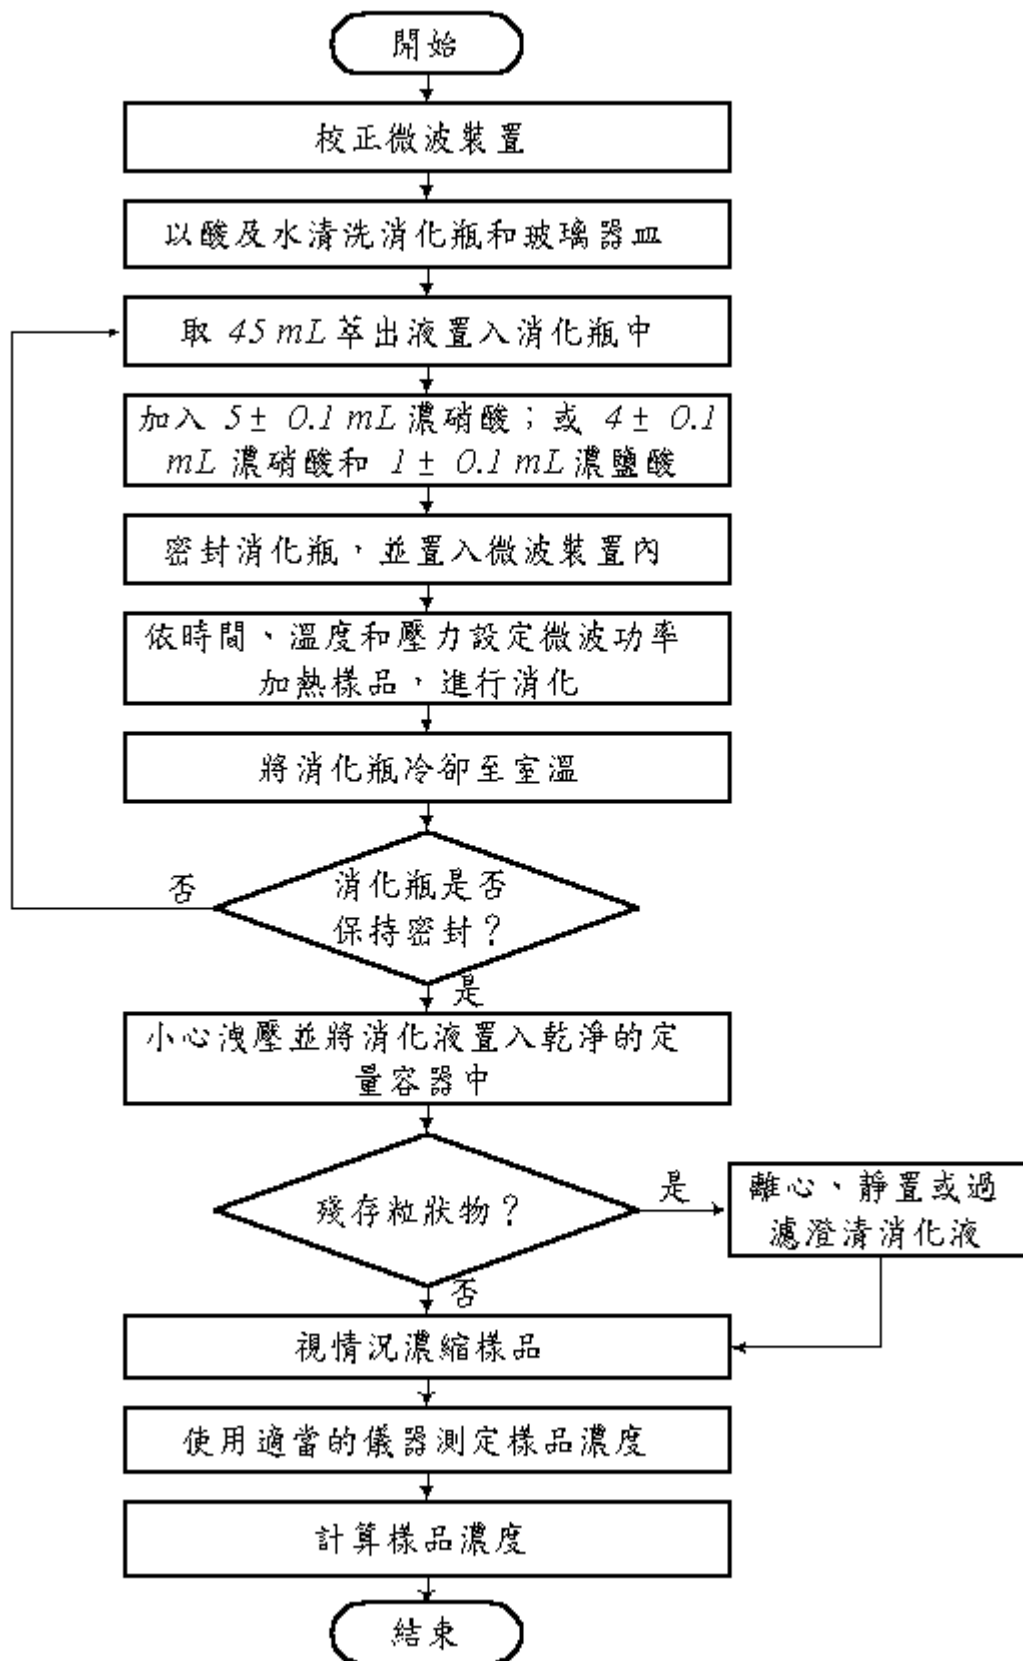 開始
校正微波裝置
以酸及水清洗消化瓶和玻璃器皿
取 45 mL 萃出液置入消化瓶中
加入 5± 0.1 mL 濃硝酸；或 4± 0.1
mL 濃硝酸和 1± 0.1 mL 濃鹽酸
密封消化瓶，並置入微波裝置內
依時間、溫度和壓力設定微波功率
加熱樣品，進行消化
將消化瓶冷卻至室溫
消化瓶是否
保持密封？
否
是
小心洩壓並將消化液置入乾淨的定
量容器中
殘存粒狀物？
是
離心、靜置或過
濾澄清消化液
否
視情況濃縮樣品
使用適當的儀器測定樣品濃度
計算樣品濃度
結束